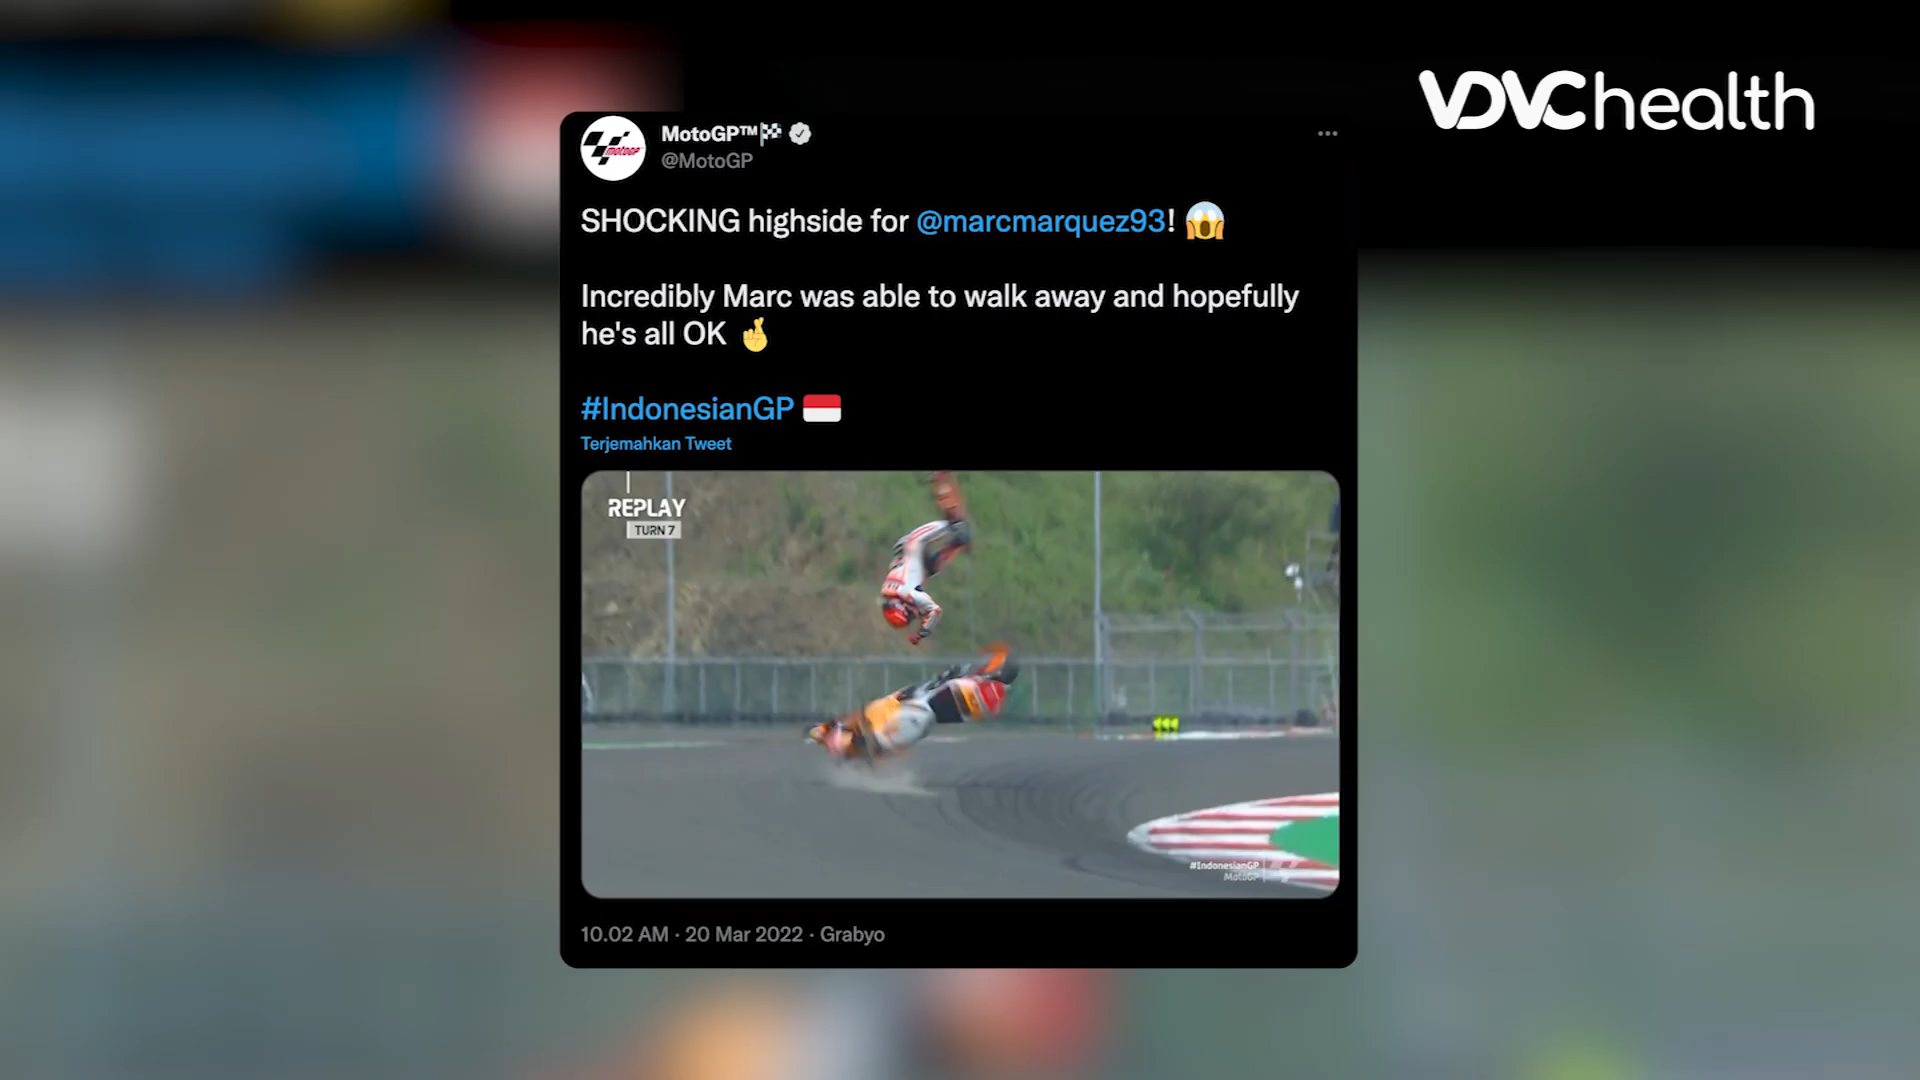 VDVC health
MotoGP™🏁
@MotoGP
SHOCKING highside for @marcmarquez93! 😱
Incredibly Marc was able to walk away and hopefully
he's all OK 🤞
#IndonesianGP 🇮🇩
Terjemahkan Tweet
REPLAY
TURN 7
#IndonesianGP
MotoGP
10.02 AM · 20 Mar 2022 · Grabyo